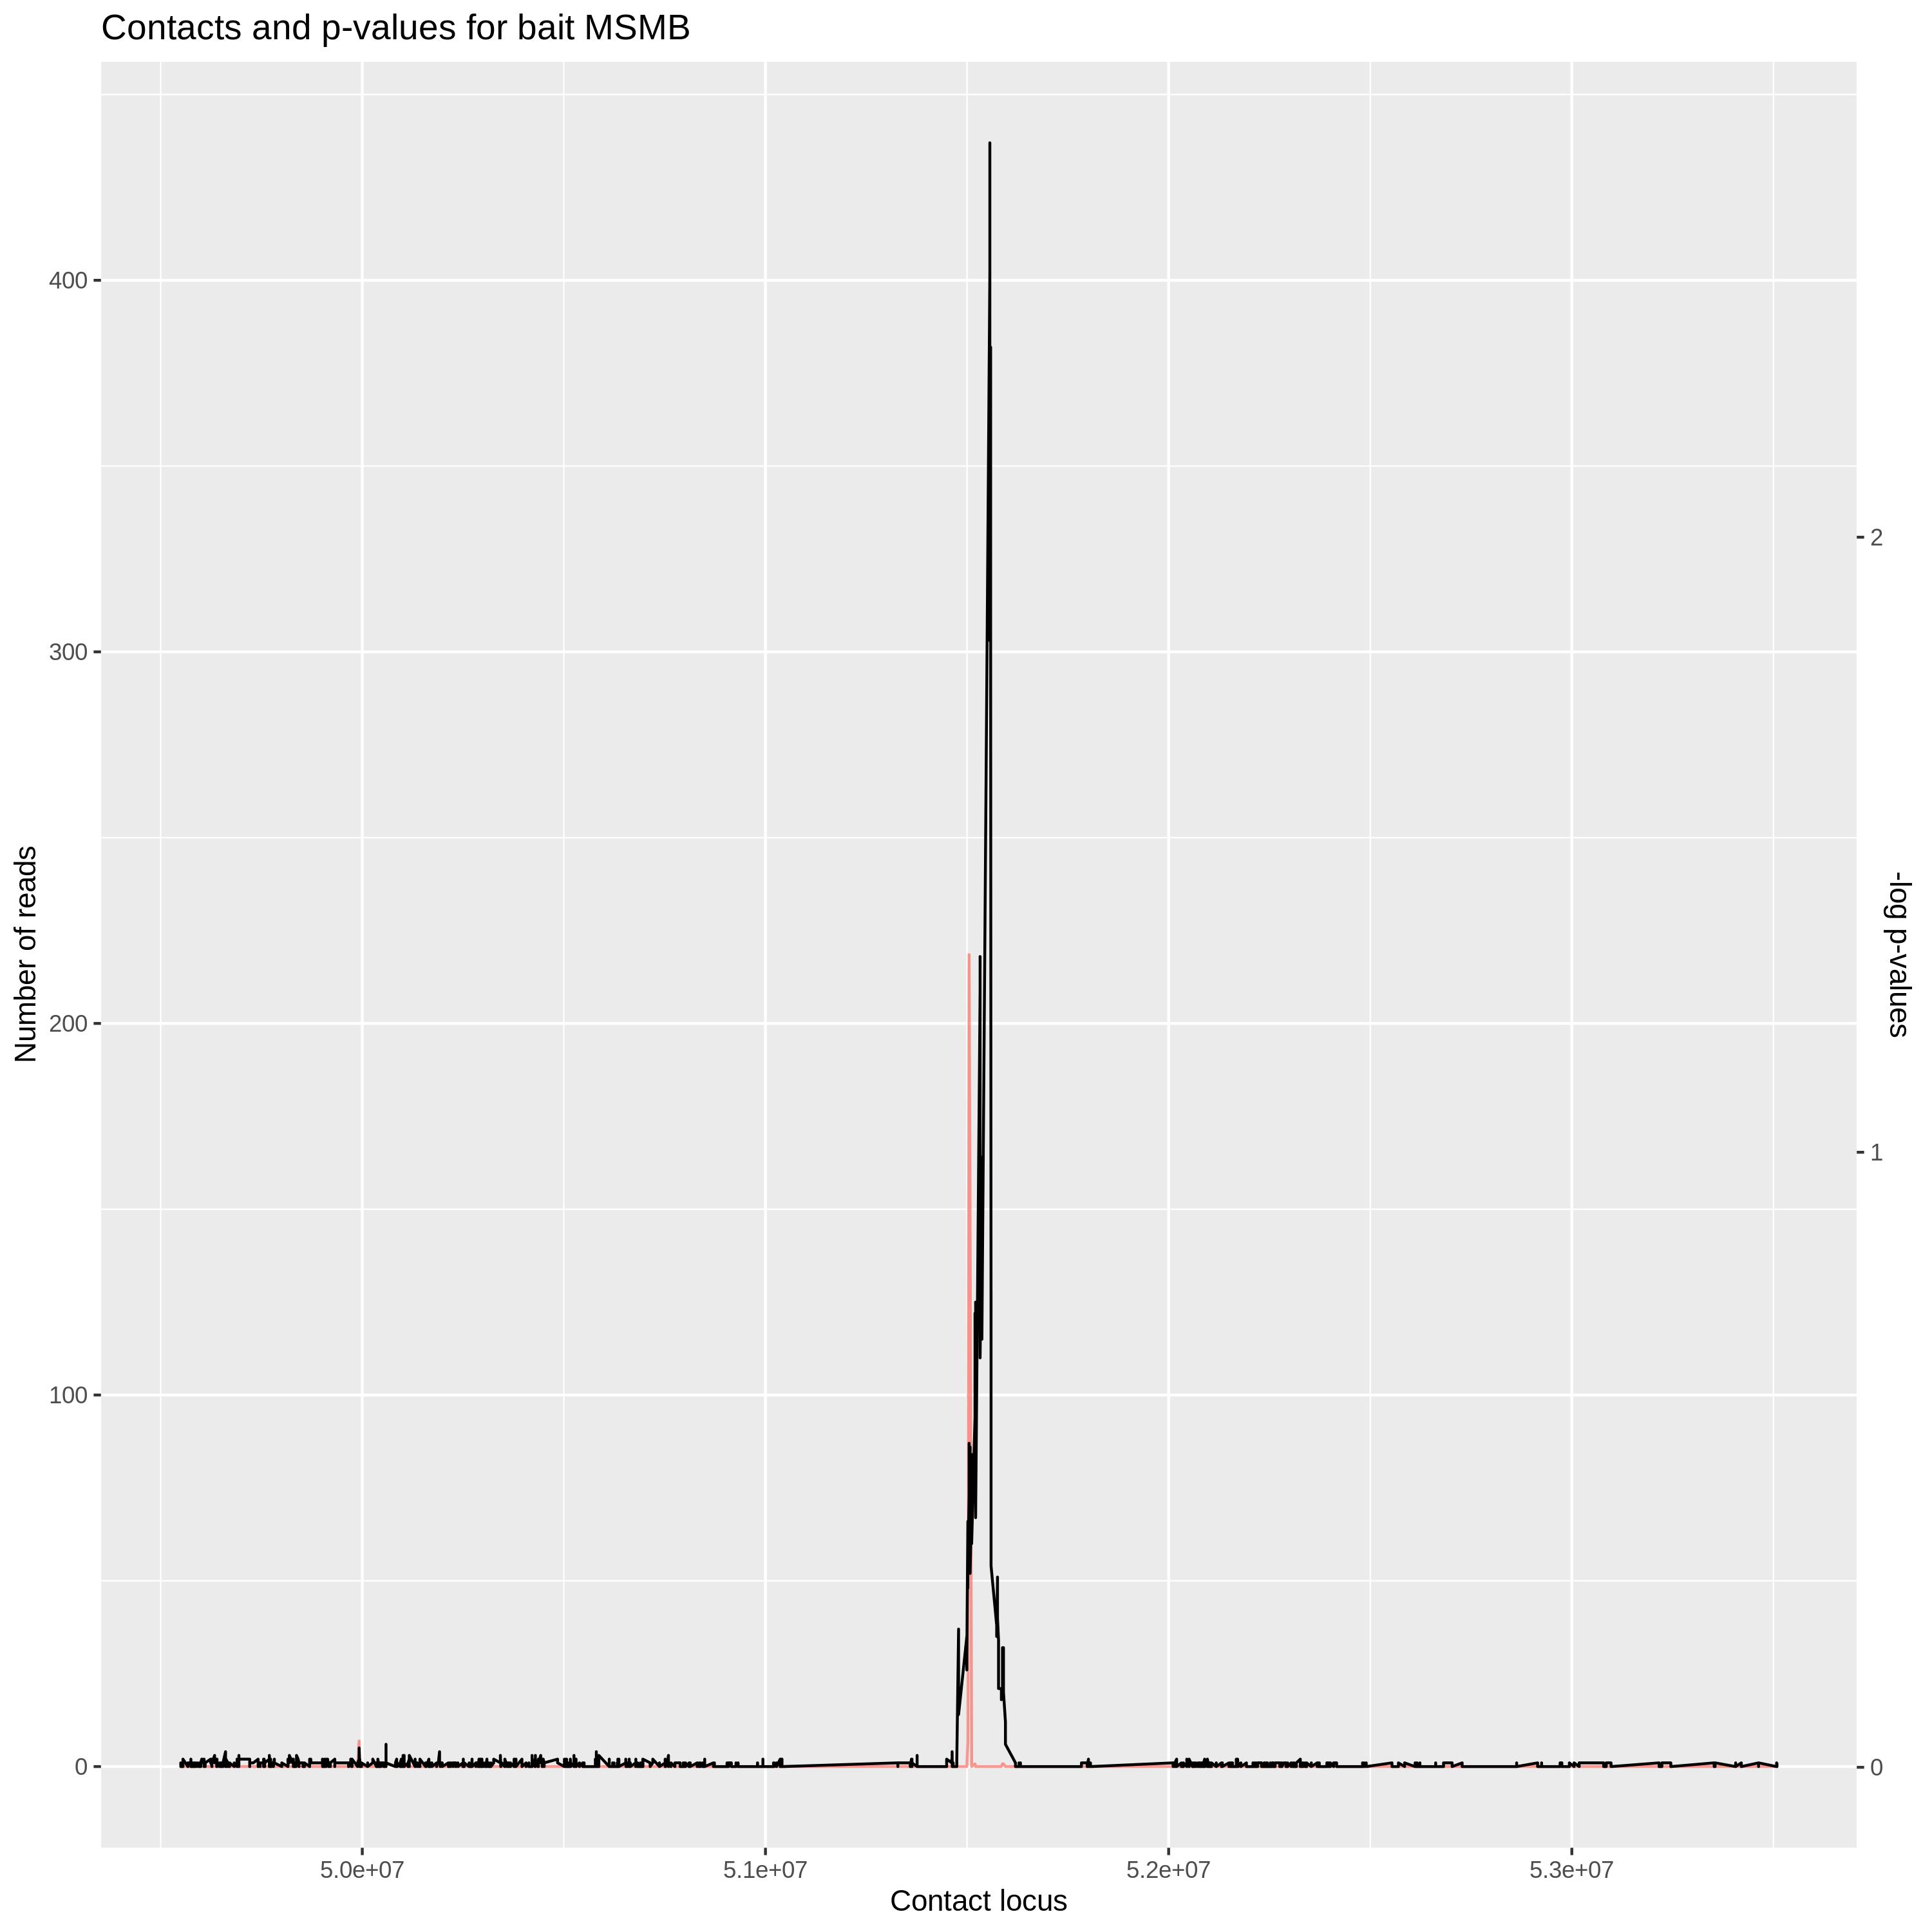 Contacts and p-values for bait MSMB
Number of reads
400
300
200
100
0
2
1
0
-log p-values
5.0e+07
5.1e+07
5.2e+07
5.3e+07
Contact locus